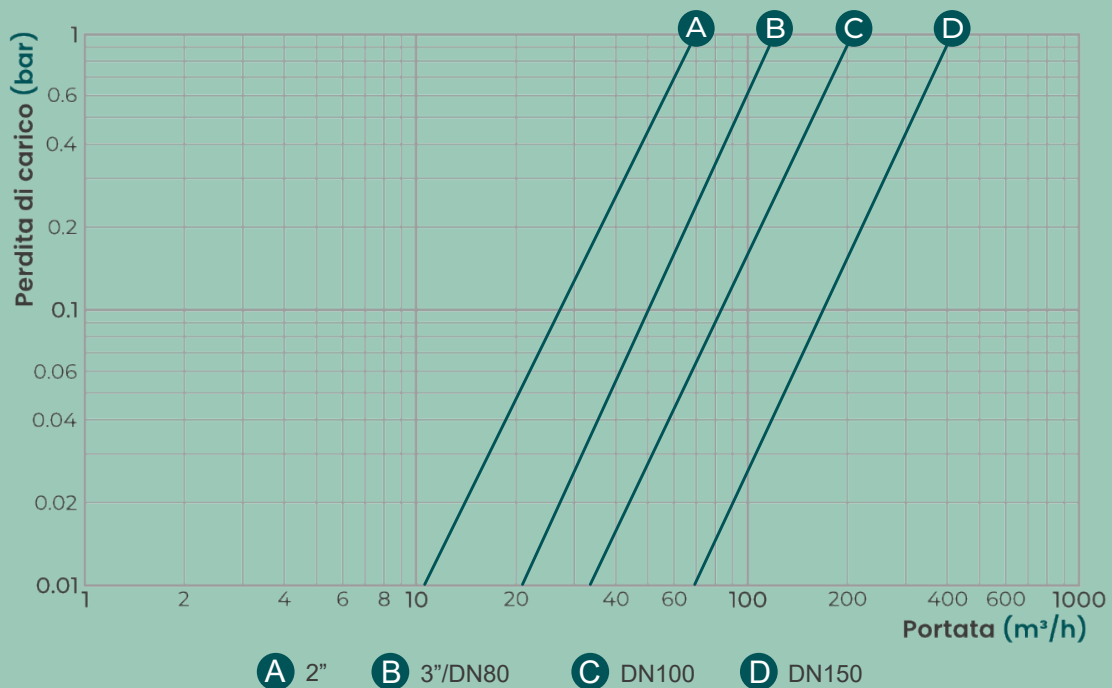 A B C D
1
0.6
0.4
0.2
0.1
0.06
0.04
0.02
0.01
Perdita di carico (bar)
1 2 4 6 8 10 20 40 60 100 200 400 600 1000
Portata (m³/h)
A 2” B 3”/DN80 C DN100 D DN150